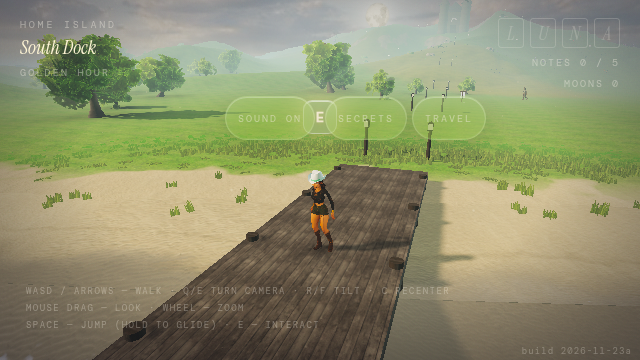 HOME ISLAND
South Dock
GOLDEN HOUR
L U N A
NOTES 0 / 5
MOONS 0
SOUND ON
E
SECRETS
TRAVEL
WASD / ARROWS — WALK · Q/E TURN CAMERA · R/F TILT · C RECENTER
MOUSE DRAG — LOOK · WHEEL — ZOOM
SPACE — JUMP (HOLD TO GLIDE) · E — INTERACT
build 2026-11-23a